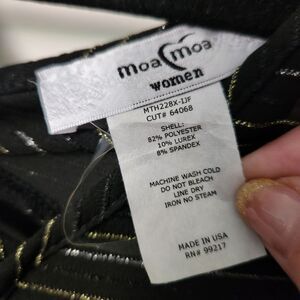 moa moa
women
MTH228X-IJF
CUT# 64068
SHELL:
82% POLYESTER
10% LUREX
8% SPANDEX
MACHINE WASH COLD
DO NOT BLEACH
LINE DRY
IRON NO STEAM
MADE IN USA
RN# 99217